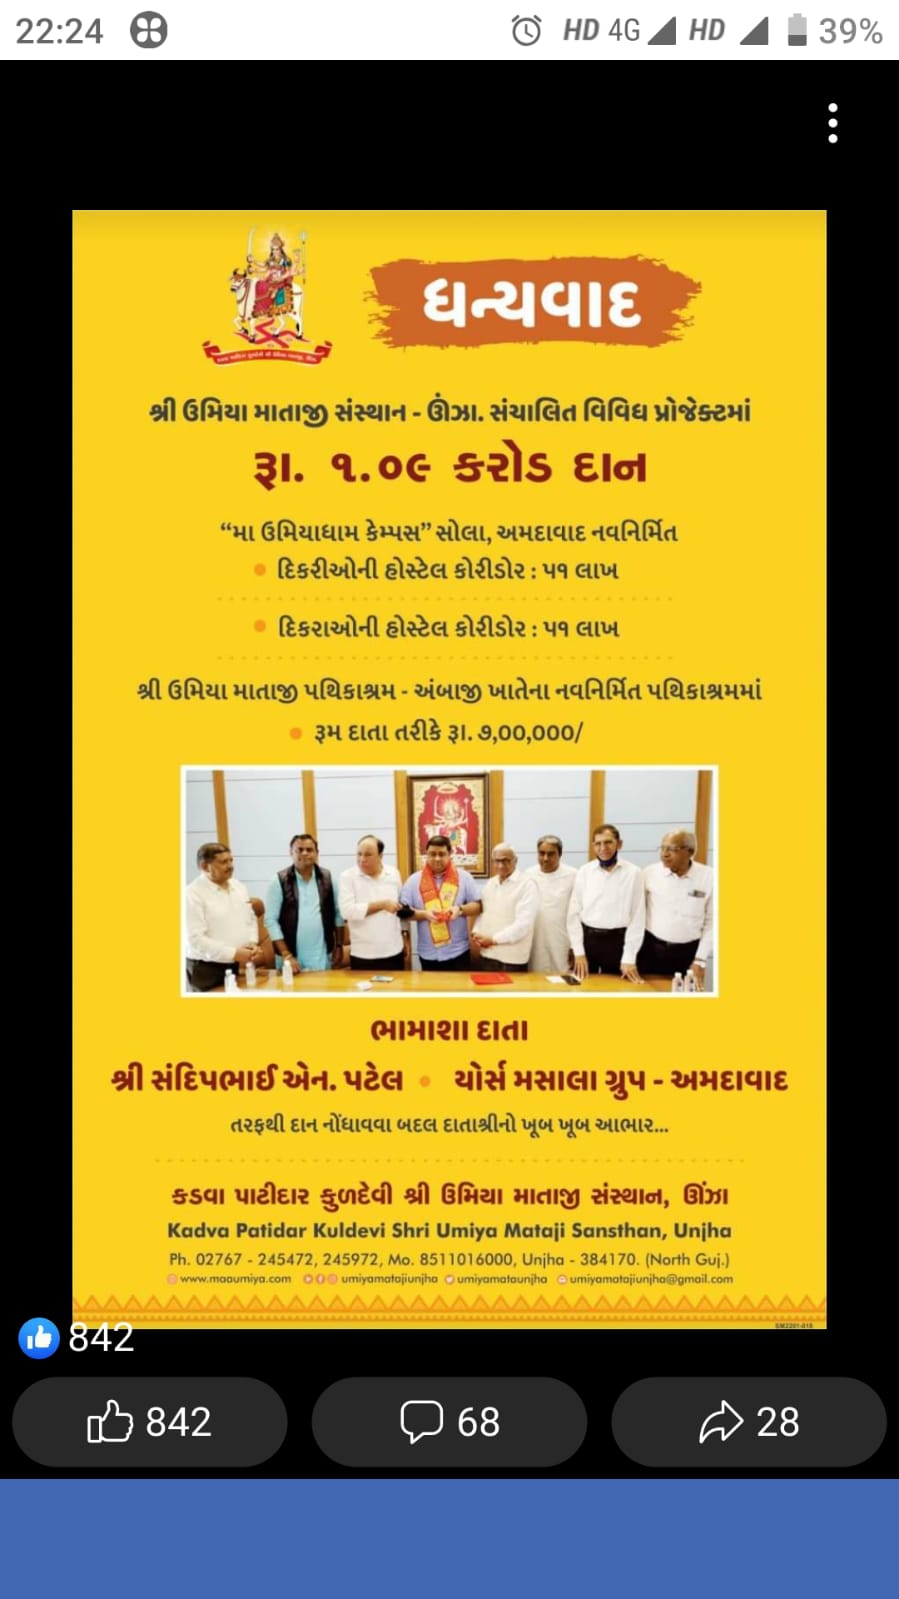 22:24
HD 4G HD 39%
ધન્યવાદ
શ્રી ઉમિયા માતાજી સંસ્થાન - ઊંઝા. સંચાલિત વિવિધ પ્રોજેક્ટમાં
રૂા. ૧.૦૯ કરોડ દાન
“મા ઉમિયાધામ કેમ્પસ” સોલા, અમદાવાદ નવનિર્મિત
• દિકરીઓની હોસ્ટેલ કોરીડોર : ૫૧ લાખ
• દિકરાઓની હોસ્ટેલ કોરીડોર : ૫૧ લાખ
શ્રી ઉમિયા માતાજી પથિકાશ્રમ - અંબાજી ખાતેના નવનિર્મિત પથિકાશ્રમમાં
• રૂમ દાતા તરીકે રૂા. ૭,૦૦,૦૦૦/
ભામાશા દાતા
શ્રી સંદિપભાઈ એન. પટેલ • યોર્સ મસાલા ગ્રુપ - અમદાવાદ
તરફથી દાન નોંધાવવા બદલ દાતાશ્રીનો ખૂબ ખૂબ આભાર...
કડવા પાટીદાર કુળદેવી શ્રી ઉમિયા માતાજી સંસ્થાન, ઊંઝા
Kadva Patidar Kuldevi Shri Umiya Mataji Sansthan, Unjha
Ph. 02767 - 245472, 245972, Mo. 8511016000, Unjha - 384170. (North Guj.)
www.maaumiya.com umiyamatajiunjha umiyamataunjha umiyamatajiunjha@gmail.com
842
842 68 28